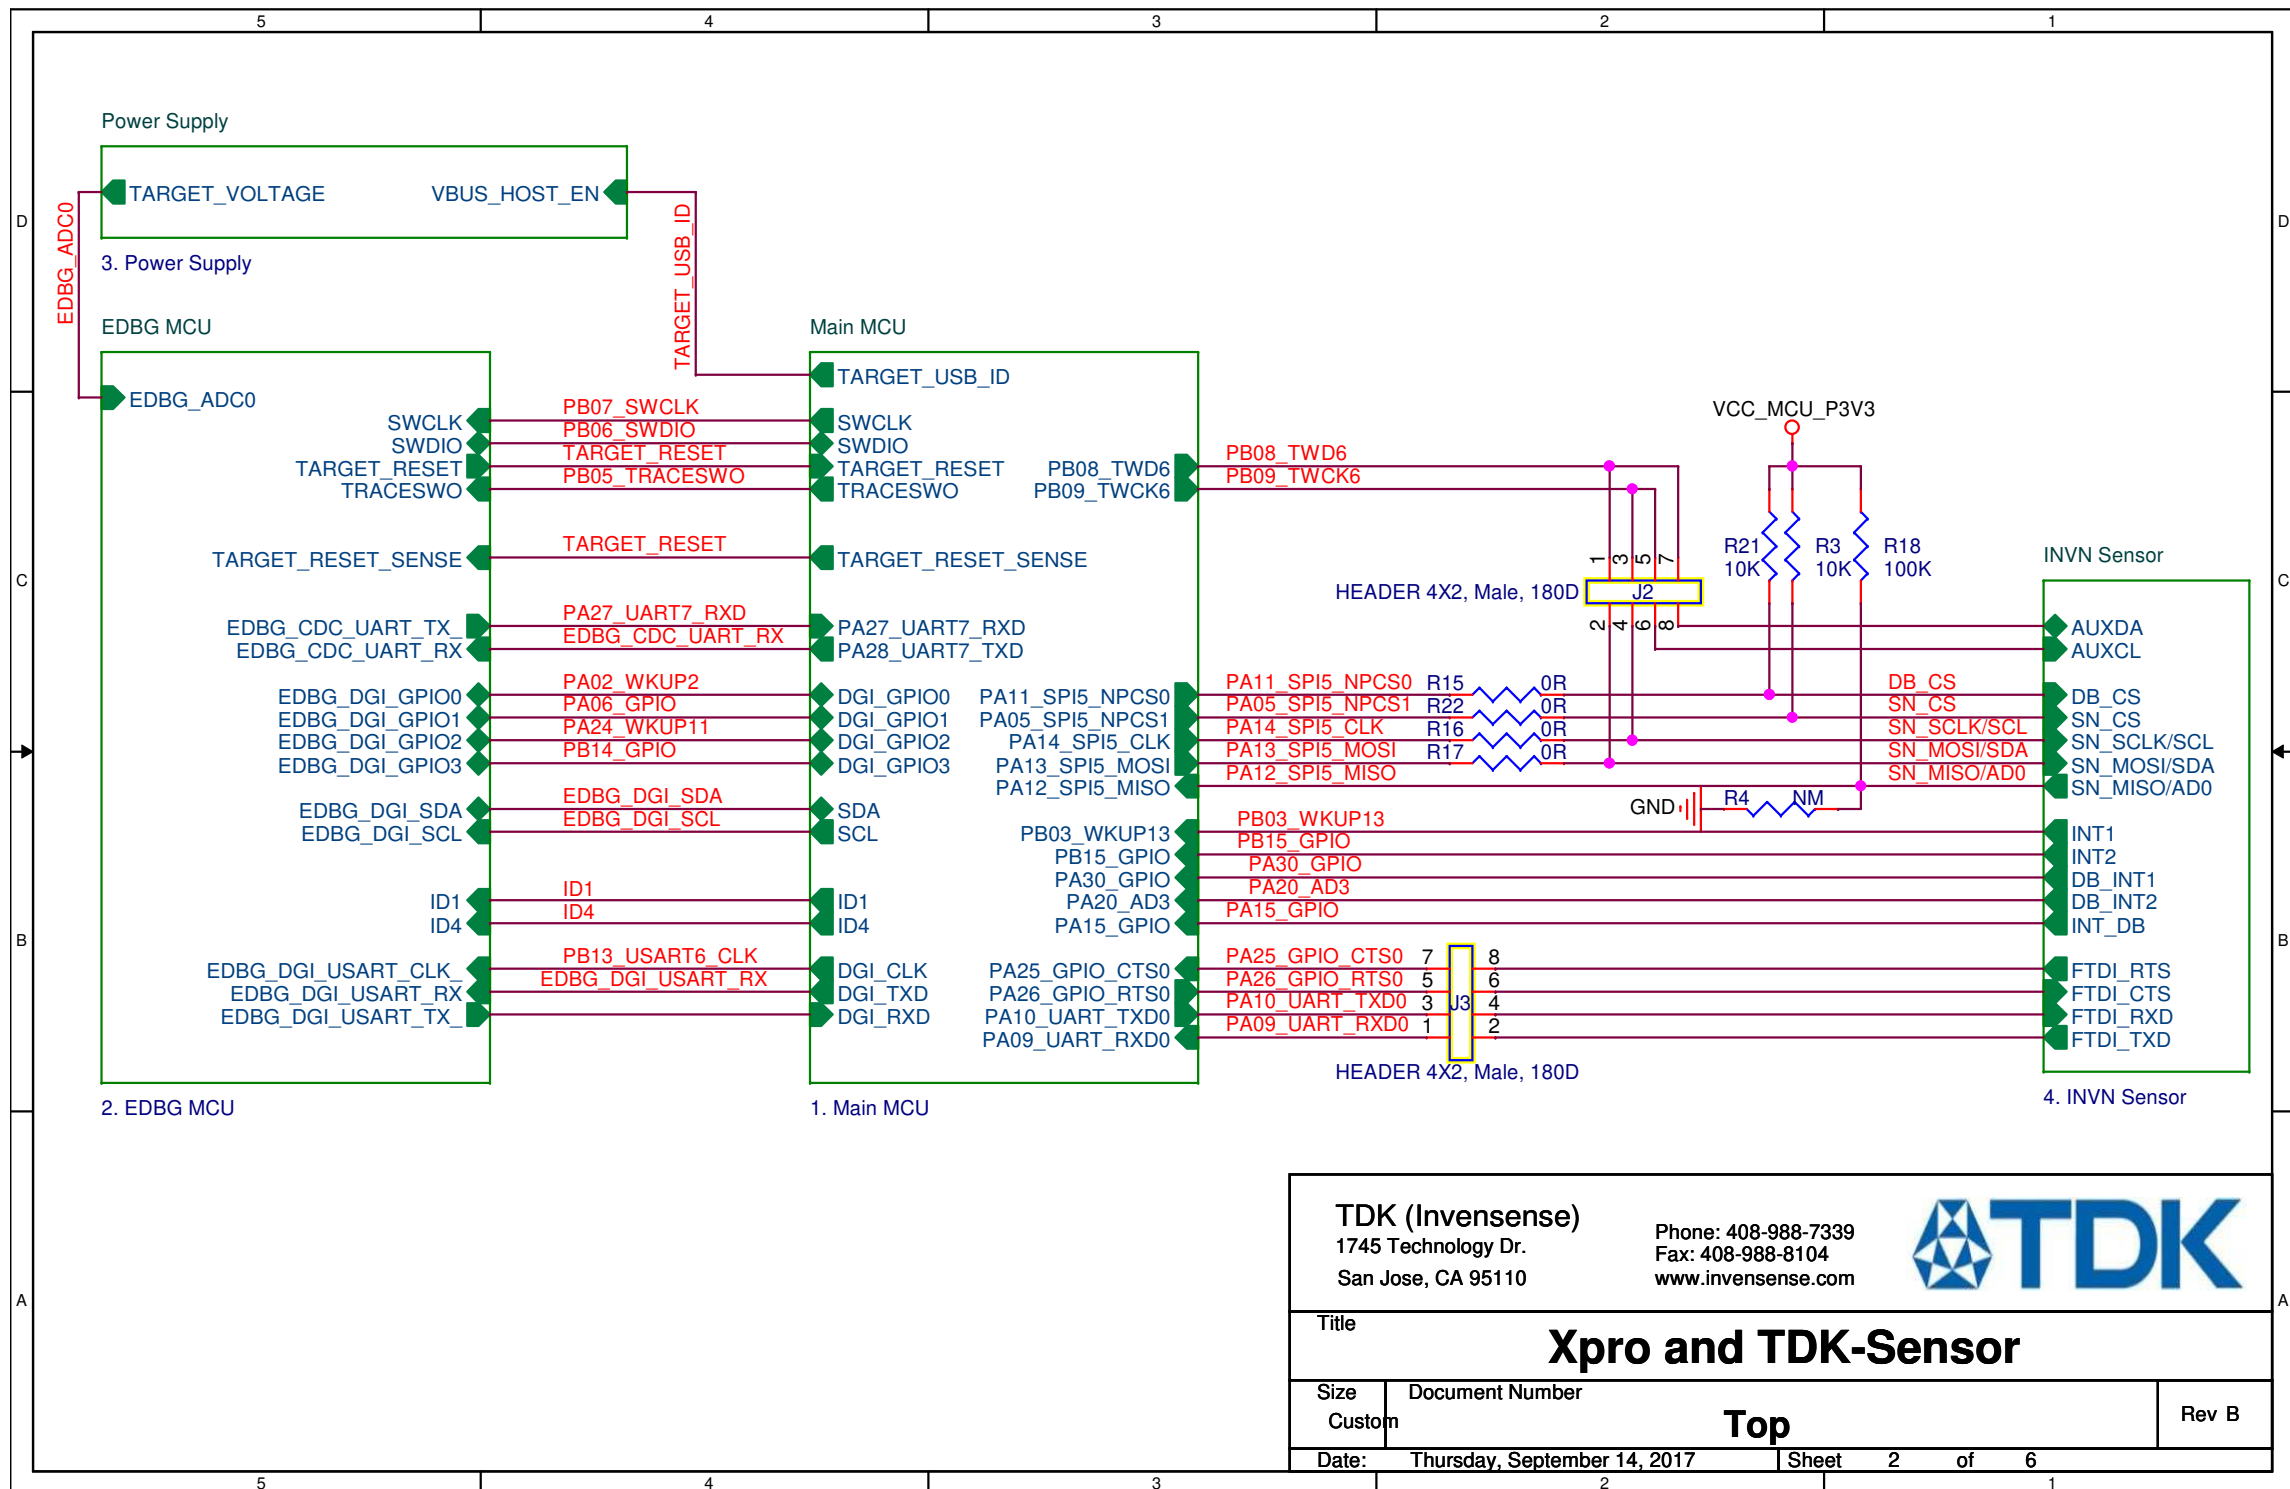 5 4 3 2 1
Power Supply
TARGET_VOLTAGE VBUS_HOST_EN
D D
EDBG_ADC0
TARGET_USB_ID
3. Power Supply
EDBG MCU
Main MCU
TARGET_USB_ID
EDBG_ADC0
SWCLK PB07_SWCLK SWCLK
SWDIO PB06_SWDIO SWDIO
TARGET_RESET TARGET_RESET TARGET_RESET
TRACESWO PB05_TRACESWO TRACESWO
PB08_TWD6 PB08_TWD6
PB09_TWCK6 PB09_TWCK6
VCC_MCU_P3V3
TARGET_RESET_SENSE TARGET_RESET TARGET_RESET_SENSE
1 3 5 7
HEADER 4X2, Male, 180D J2
2 4 6 8
R21 R3 R18
10K 10K 100K
INVN Sensor
C C
EDBG_CDC_UART_TX_ PA27_UART7_RXD PA27_UART7_RXD
EDBG_CDC_UART_RX EDBG_CDC_UART_RX PA28_UART7_TXD
AUXDA
AUXCL
EDBG_DGI_GPIO0 PA02_WKUP2 DGI_GPIO0
EDBG_DGI_GPIO1 PA06_GPIO DGI_GPIO1
EDBG_DGI_GPIO2 PA24_WKUP11 DGI_GPIO2
EDBG_DGI_GPIO3 PB14_GPIO DGI_GPIO3
PA11_SPI5_NPCS0 PA11_SPI5_NPCS0 R15 0R DB_CS DB_CS
PA05_SPI5_NPCS1 PA05_SPI5_NPCS1 R22 0R SN_CS SN_CS
PA14_SPI5_CLK PA14_SPI5_CLK R16 0R SN_SCLK/SCL SN_SCLK/SCL
PA13_SPI5_MOSI PA13_SPI5_MOSI R17 0R SN_MOSI/SDA SN_MOSI/SDA
PA12_SPI5_MISO PA12_SPI5_MISO SN_MISO/AD0 SN_MISO/AD0
GND R4 NM
EDBG_DGI_SDA EDBG_DGI_SDA SDA
EDBG_DGI_SCL EDBG_DGI_SCL SCL
PB03_WKUP13 PB03_WKUP13 INT1
PB15_GPIO PB15_GPIO INT2
PA30_GPIO PA30_GPIO DB_INT1
PA20_AD3 PA20_AD3 DB_INT2
PA15_GPIO PA15_GPIO INT_DB
ID1 ID1 ID1
ID4 ID4 ID4
B B
EDBG_DGI_USART_CLK_ PB13_USART6_CLK DGI_CLK
EDBG_DGI_USART_RX EDBG_DGI_USART_RX DGI_TXD
EDBG_DGI_USART_TX_ DGI_RXD
PA25_GPIO_CTS0 PA25_GPIO_CTS0 7 8 FTDI_RTS
PA26_GPIO_RTS0 PA26_GPIO_RTS0 5 6 FTDI_CTS
PA10_UART_TXD0 PA10_UART_TXD0 3 J3 4 FTDI_RXD
PA09_UART_RXD0 PA09_UART_RXD0 1 2 FTDI_TXD
HEADER 4X2, Male, 180D
2. EDBG MCU
1. Main MCU
4. INVN Sensor
A A
TDK (Invensense)
1745 Technology Dr.
San Jose, CA 95110
Phone: 408-988-7339
Fax: 408-988-8104
www.invensense.com
TDK
Title
Xpro and TDK-Sensor
Size Document Number
Custom Top Rev B
Date: Thursday, September 14, 2017 Sheet 2 of 6
5 4 3 2 1